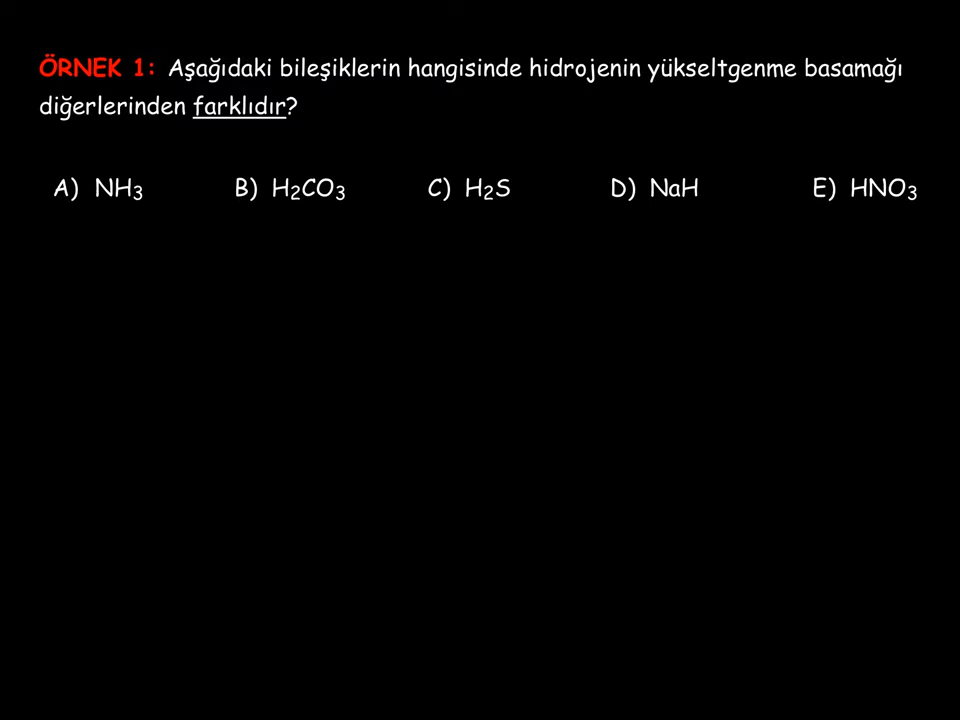 ÖRNEK 1: Aşağıdaki bileşiklerin hangisinde hidrojenin yükseltgenme basamağı
diğerlerinden farklıdır?
A) NH3 B) H2CO3 C) H2S D) NaH E) HNO3